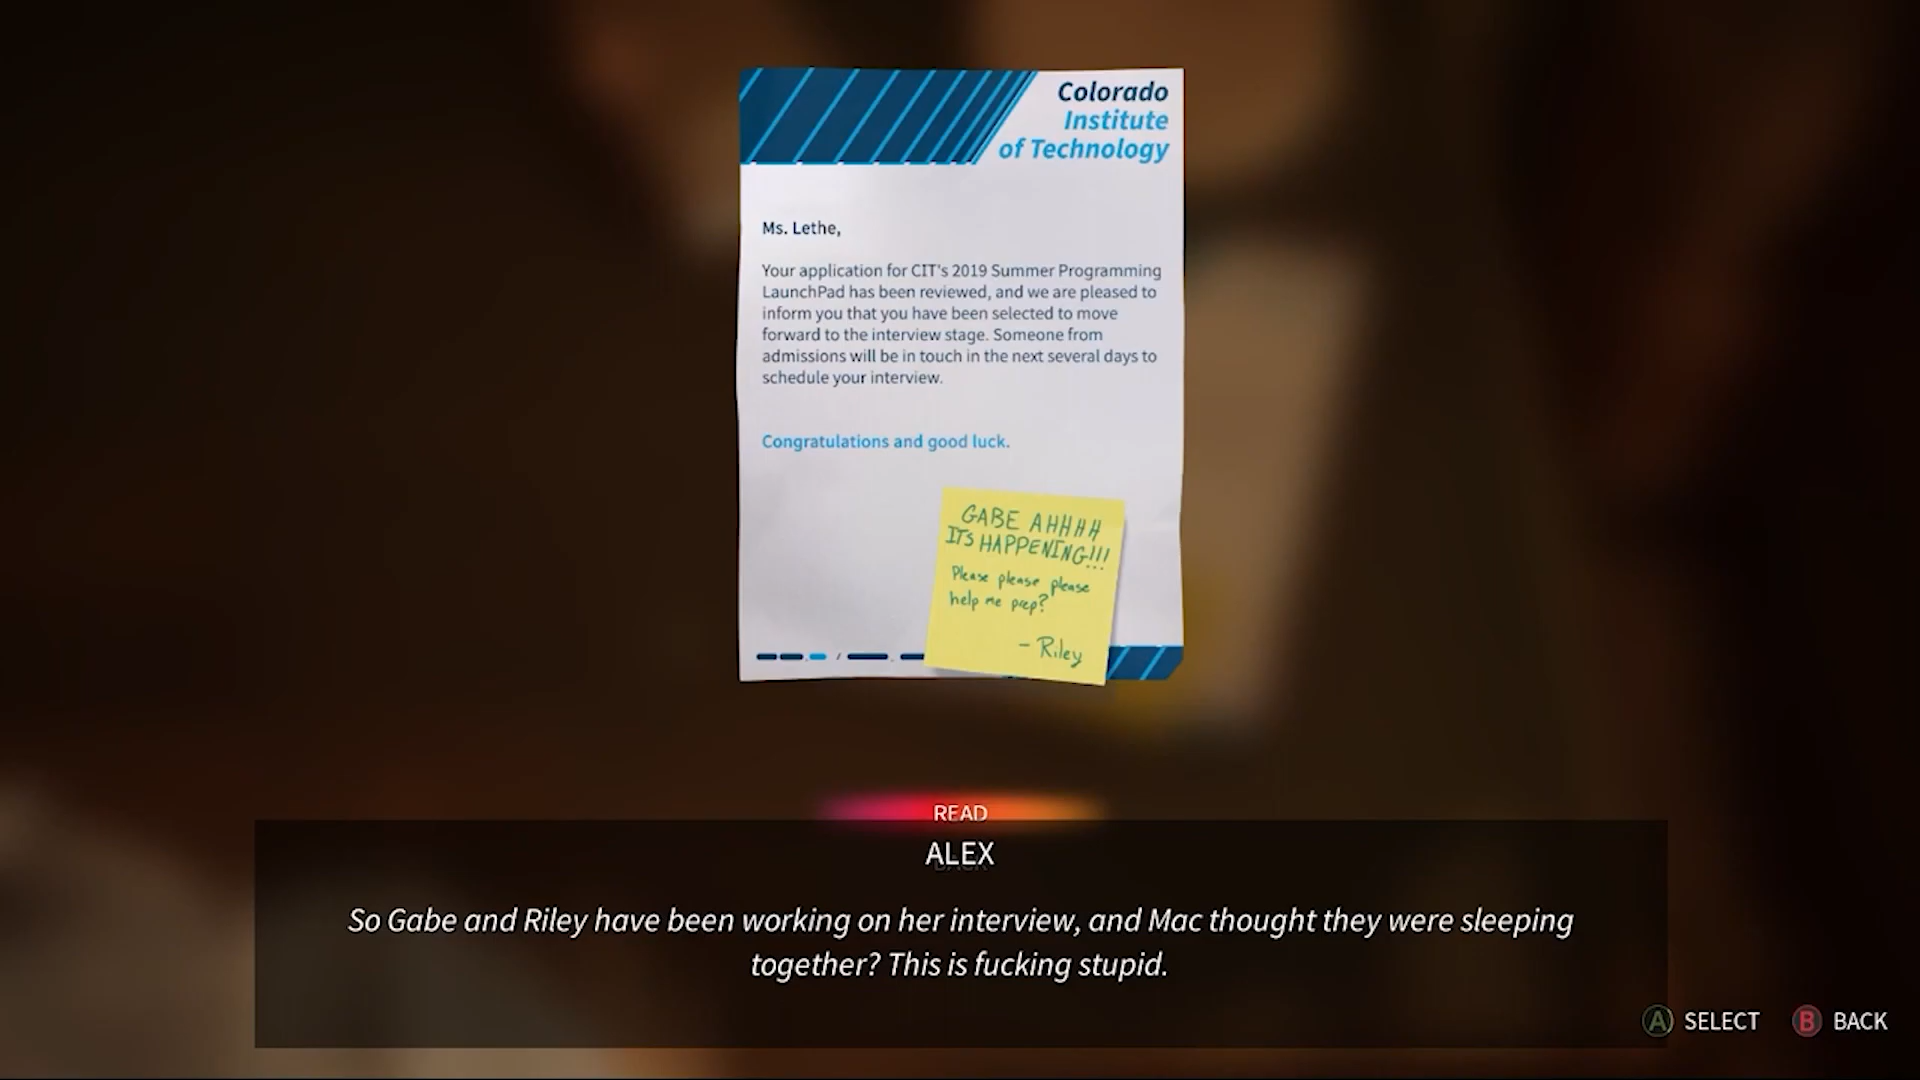 Colorado
Institute
of Technology
Ms. Lethe,
Your application for CIT's 2019 Summer Programming
LaunchPad has been reviewed, and we are pleased to
inform you that you have been selected to move
forward to the interview stage. Someone from
admissions will be in touch in the next several days to
schedule your interview.
Congratulations and good luck.
GABE AHHHH
ITS HAPPENING!!!
Please please please
help me prep?
- Riley
READ
ALEX
BACK
So Gabe and Riley have been working on her interview, and Mac thought they were sleeping
together? This is fucking stupid.
A SELECT B BACK